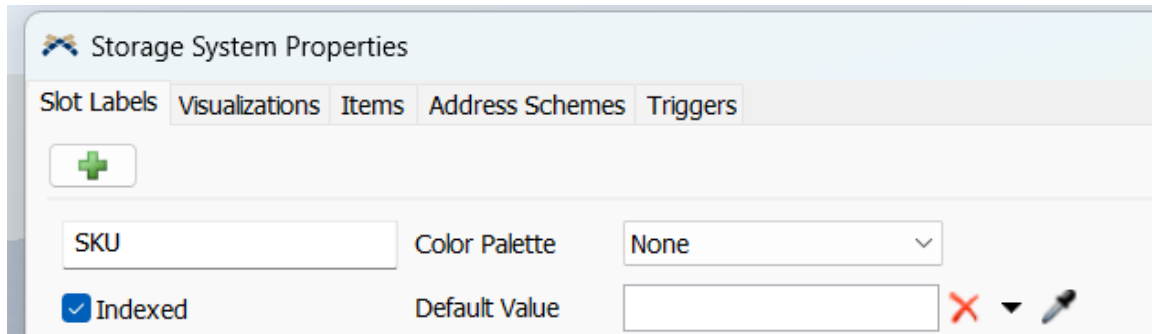 Storage System Properties
Slot Labels Visualizations Items Address Schemes Triggers
SKU Color Palette None
Indexed Default Value